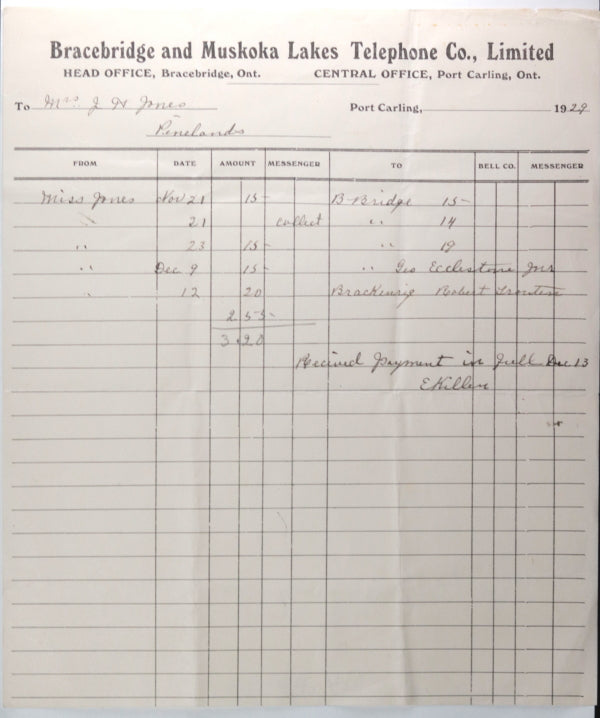 Bracebridge and Muskoka Lakes Telephone Co., Limited
HEAD OFFICE, Bracebridge, Ont. CENTRAL OFFICE, Port Carling, Ont.
To Mrs J W Jones Port Carling, 1929
Pinelands
FROM DATE AMOUNT MESSENGER TO BELL CO. MESSENGER
Miss Jones Nov 21 15- B-Bridge 15-
" 21 collect " 14
" 23 15- " 19
" Dec 9 15- " Geo Ecclestone Jnr
" 12 20 Brackenrig Robert
2 55-
3.20
Recived Payment in full Dec 13
E Killen